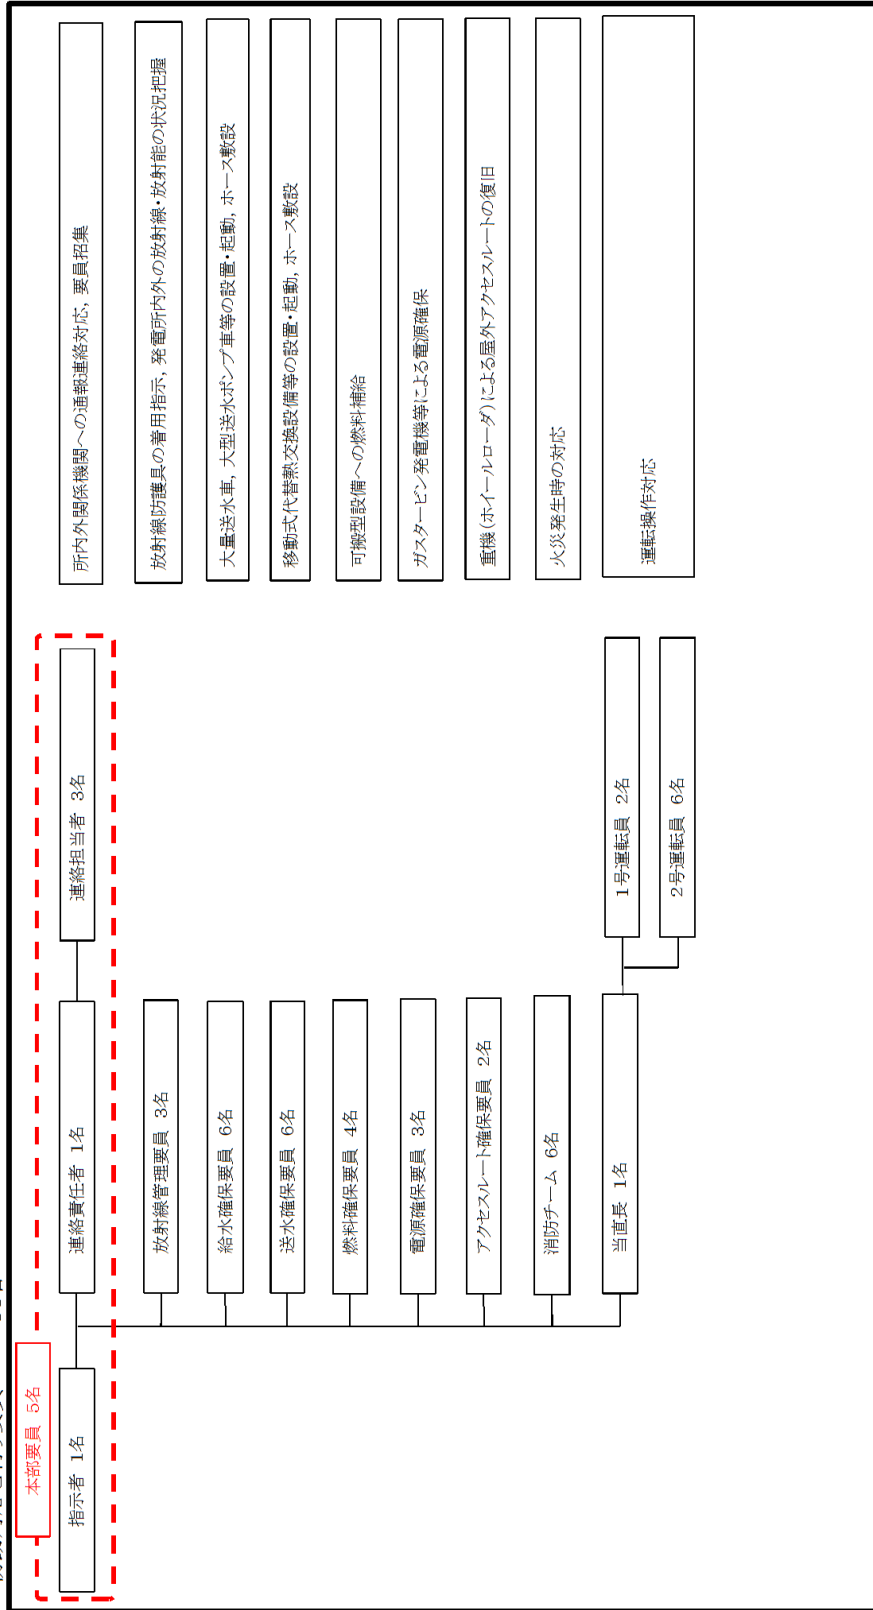 本部要員 5名
指示者 1名
連絡責任者 1名
連絡担当者 3名
所内外関係機関への通報連絡対応, 要員招集
放射線管理要員 3名
放射線防護具の着用指示, 発電所内外の放射線・放射能の状況把握
給水確保要員 6名
大量送水車, 大型送水ポンプ車等の設置・起動, ホース敷設
送水確保要員 6名
移動式代替熱交換設備等の設置・起動, ホース敷設
燃料確保要員 4名
可搬型設備への燃料補給
電源確保要員 3名
ガスタービン発電機等による電源確保
アクセスルート確保要員 2名
重機(ホイールローダ)による屋外アクセスルートの復旧
消防チーム 6名
火災発生時の対応
当直長 1名
1号運転員 2名
2号運転員 6名
運転操作対応